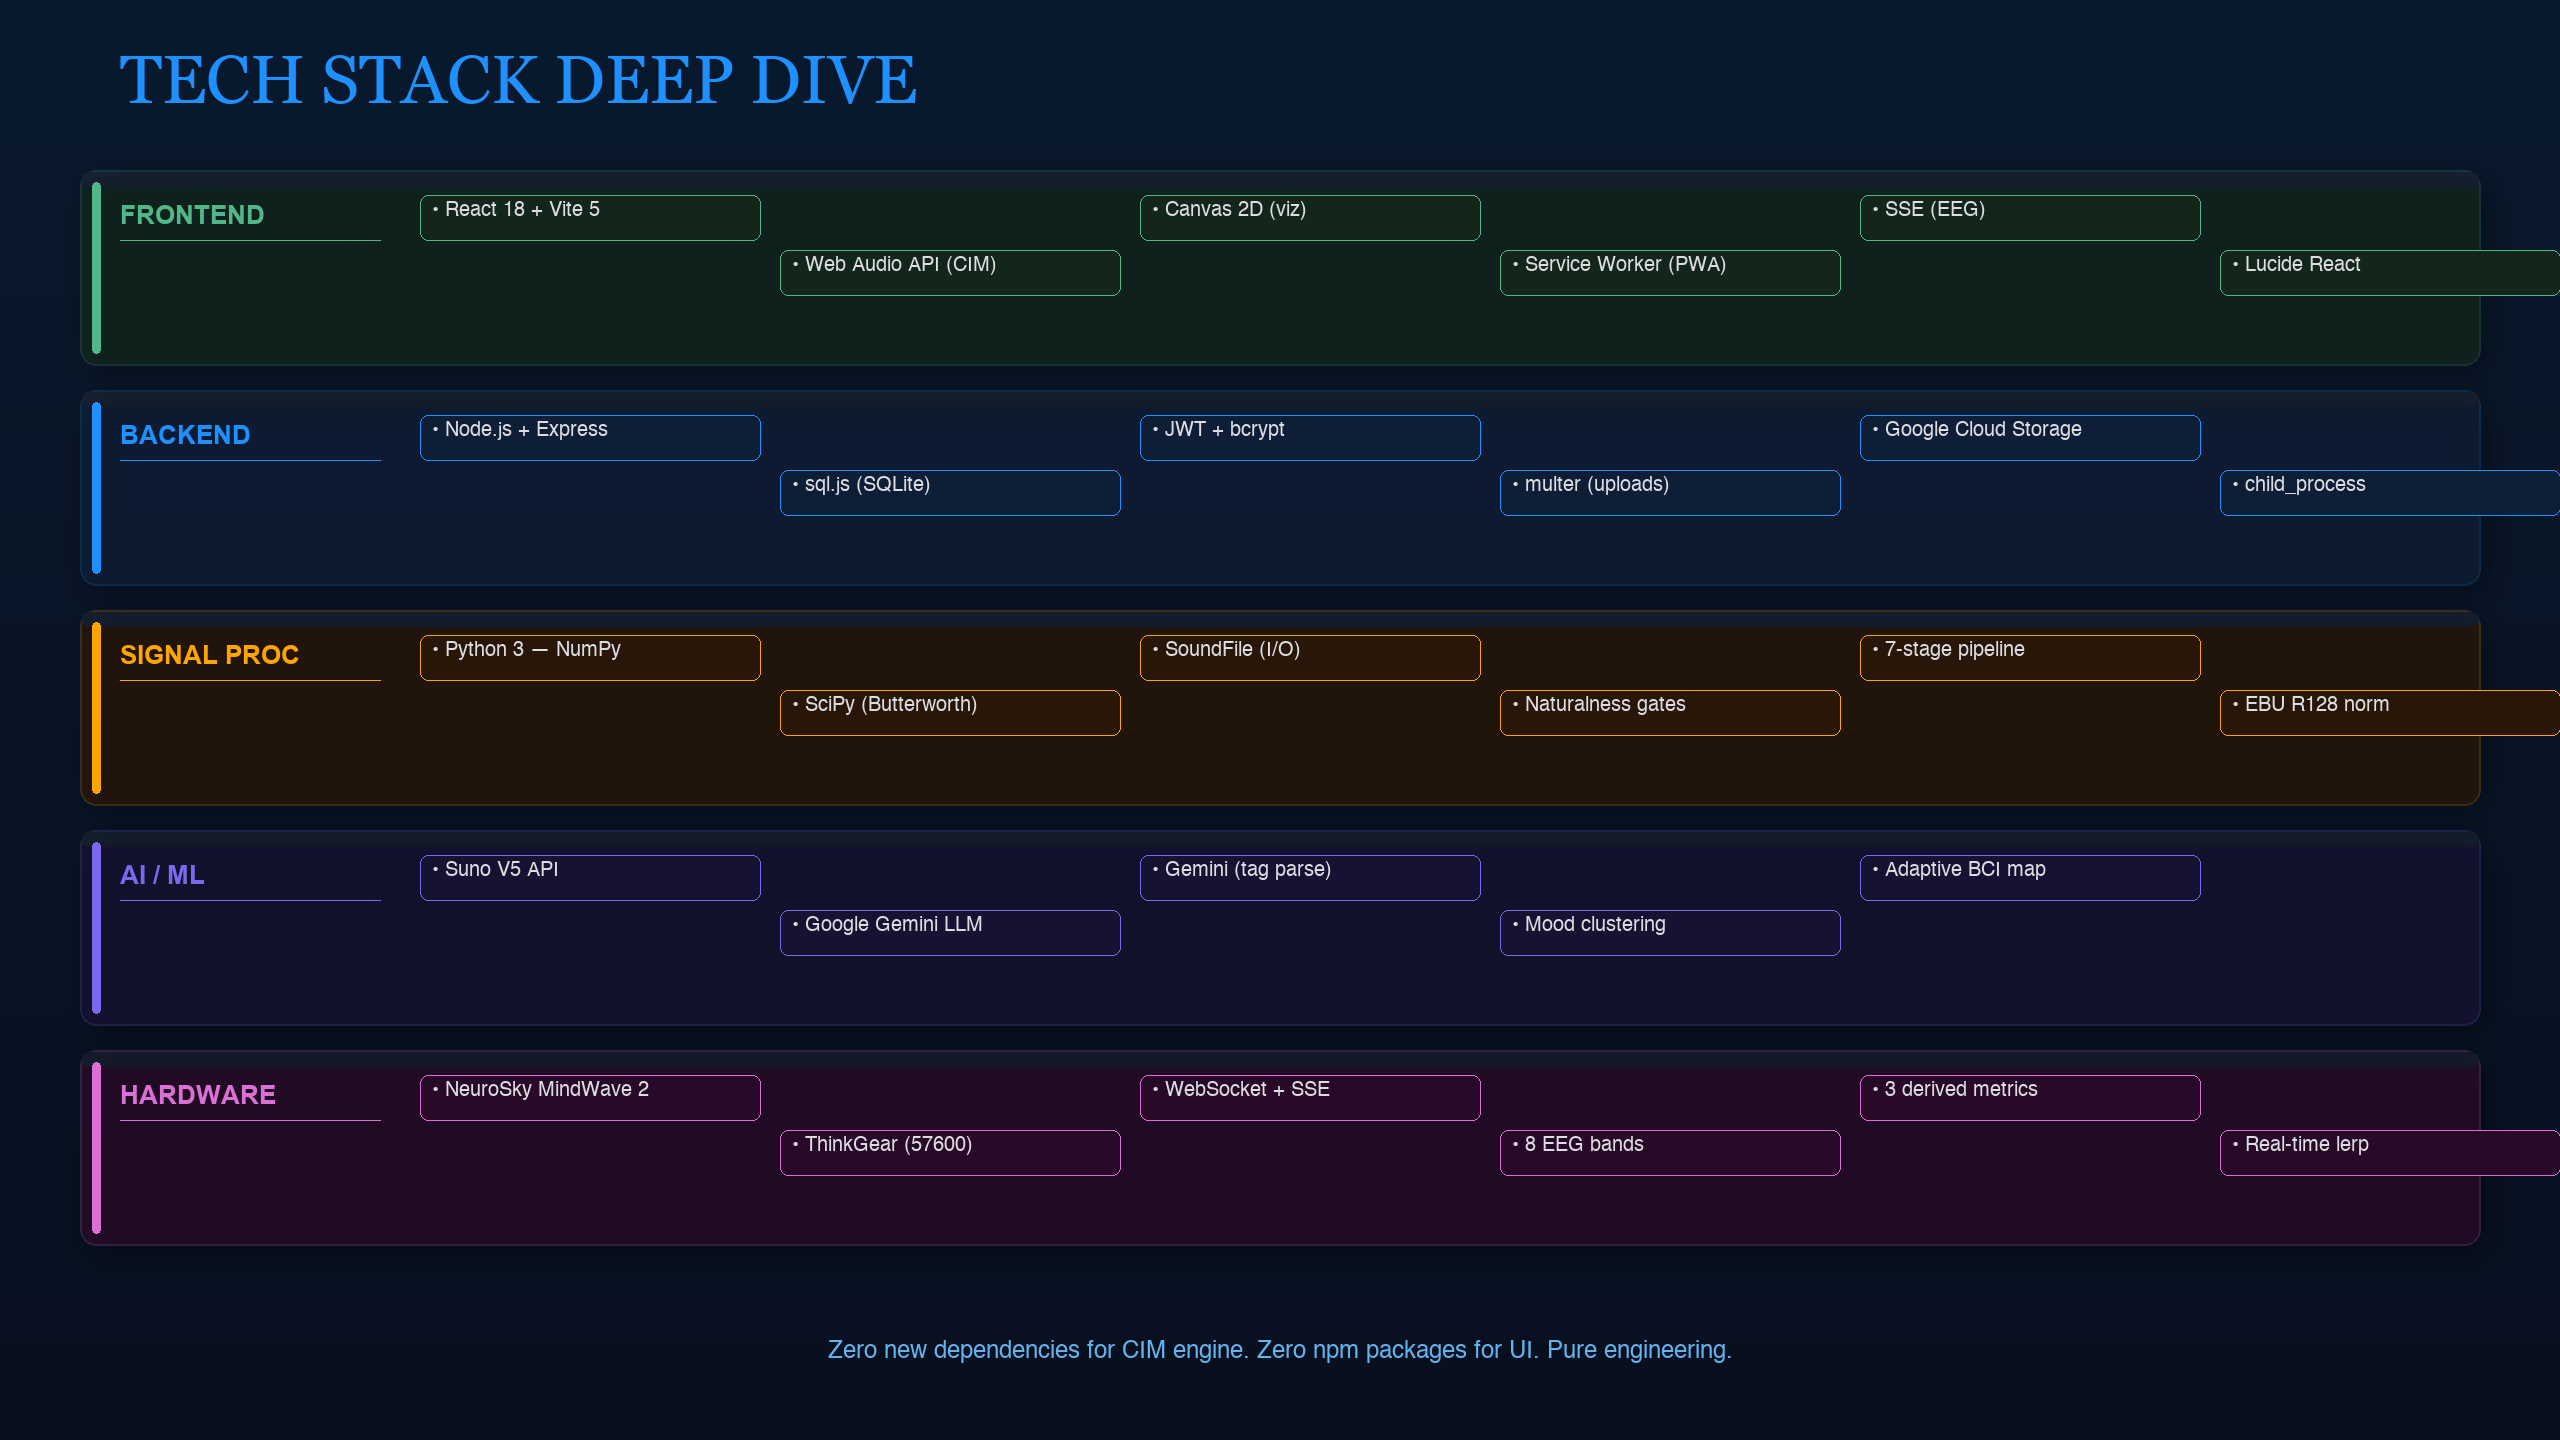 TECH STACK DEEP DIVE
FRONTEND
• React 18 + Vite 5
• Web Audio API (CIM)
• Canvas 2D (viz)
• Service Worker (PWA)
• SSE (EEG)
• Lucide React
BACKEND
• Node.js + Express
• sql.js (SQLite)
• JWT + bcrypt
• multer (uploads)
• Google Cloud Storage
• child_process
SIGNAL PROC
• Python 3 — NumPy
• SciPy (Butterworth)
• SoundFile (I/O)
• Naturalness gates
• 7-stage pipeline
• EBU R128 norm
AI / ML
• Suno V5 API
• Google Gemini LLM
• Gemini (tag parse)
• Mood clustering
• Adaptive BCI map
HARDWARE
• NeuroSky MindWave 2
• ThinkGear (57600)
• WebSocket + SSE
• 8 EEG bands
• 3 derived metrics
• Real-time lerp
Zero new dependencies for CIM engine. Zero npm packages for UI. Pure engineering.